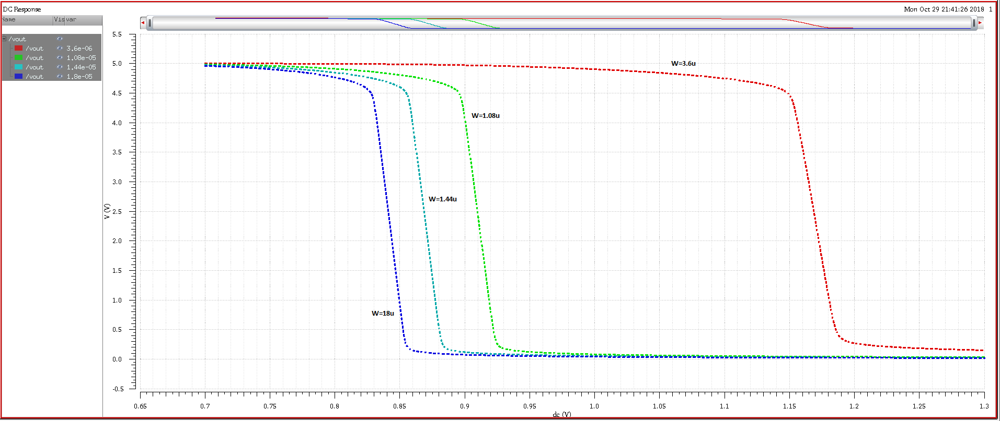 DC Response
Mon Oct 29 21:41:26 2018 1
Name Vis var
/vout
/vout 3.6e-06
/vout 1.08e-05
/vout 1.44e-05
/vout 1.8e-05
5.5
5.0
4.5
4.0
3.5
3.0
2.5
2.0
1.5
1.0
0.5
0.0
-0.5
V (V)
W=3.6u
W=1.08u
W=1.44u
W=18u
0.65 0.7 0.75 0.8 0.85 0.9 0.95 1.0 1.05 1.1 1.15 1.2 1.25 1.3
dc (V)